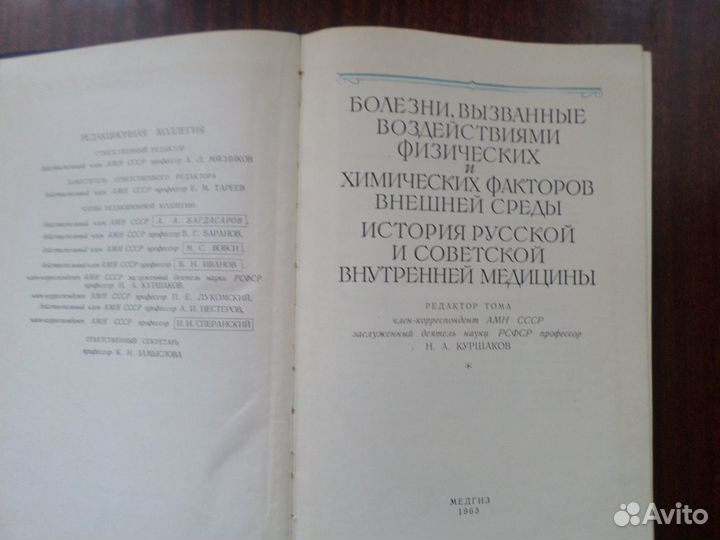 РЕДАКЦИОННАЯ КОЛЛЕГИЯ
ОТВЕТСТВЕННЫЙ РЕДАКТОР
действительный член АМН СССР профессор А. Л. МЯСНИКОВ
ЗАМЕСТИТЕЛЬ ОТВЕТСТВЕННОГО РЕДАКТОРА
действительный член АМН СССР профессор Е. М. ТАРЕЕВ
ЧЛЕНЫ РЕДАКЦИОННОЙ КОЛЛЕГИИ:
действительный член АМН СССР А. А. БАГДАСАРОВ,
действительный член АМН СССР профессор В. Г. БАРАНОВ,
действительный член АМН СССР профессор М. С. ВОВСИ,
действительный член АМН СССР профессор В. Н. ИВАНОВ,
член-корреспондент АМН СССР заслуженный деятель науки РСФСР
профессор Н. А. КУРШАКОВ,
член-корреспондент АМН СССР профессор П. Е. ЛУКОМСКИЙ,
действительный член АМН СССР профессор А. И. НЕСТЕРОВ,
член-корреспондент АМН СССР профессор И. И. СПЕРАНСКИЙ
ОТВЕТСТВЕННЫЙ СЕКРЕТАРЬ
профессор К. Н. ЗАМЫСЛОВА
БОЛЕЗНИ, ВЫЗВАННЫЕ
ВОЗДЕЙСТВИЯМИ
ФИЗИЧЕСКИХ
И
ХИМИЧЕСКИХ ФАКТОРОВ
ВНЕШНЕЙ СРЕДЫ
ИСТОРИЯ РУССКОЙ
И СОВЕТСКОЙ
ВНУТРЕННЕЙ МЕДИЦИНЫ
РЕДАКТОР ТОМА
член-корреспондент АМН СССР
заслуженный деятель науки РСФСР профессор
Н. А. КУРШАКОВ
*
МЕДГИЗ
1963
Avito